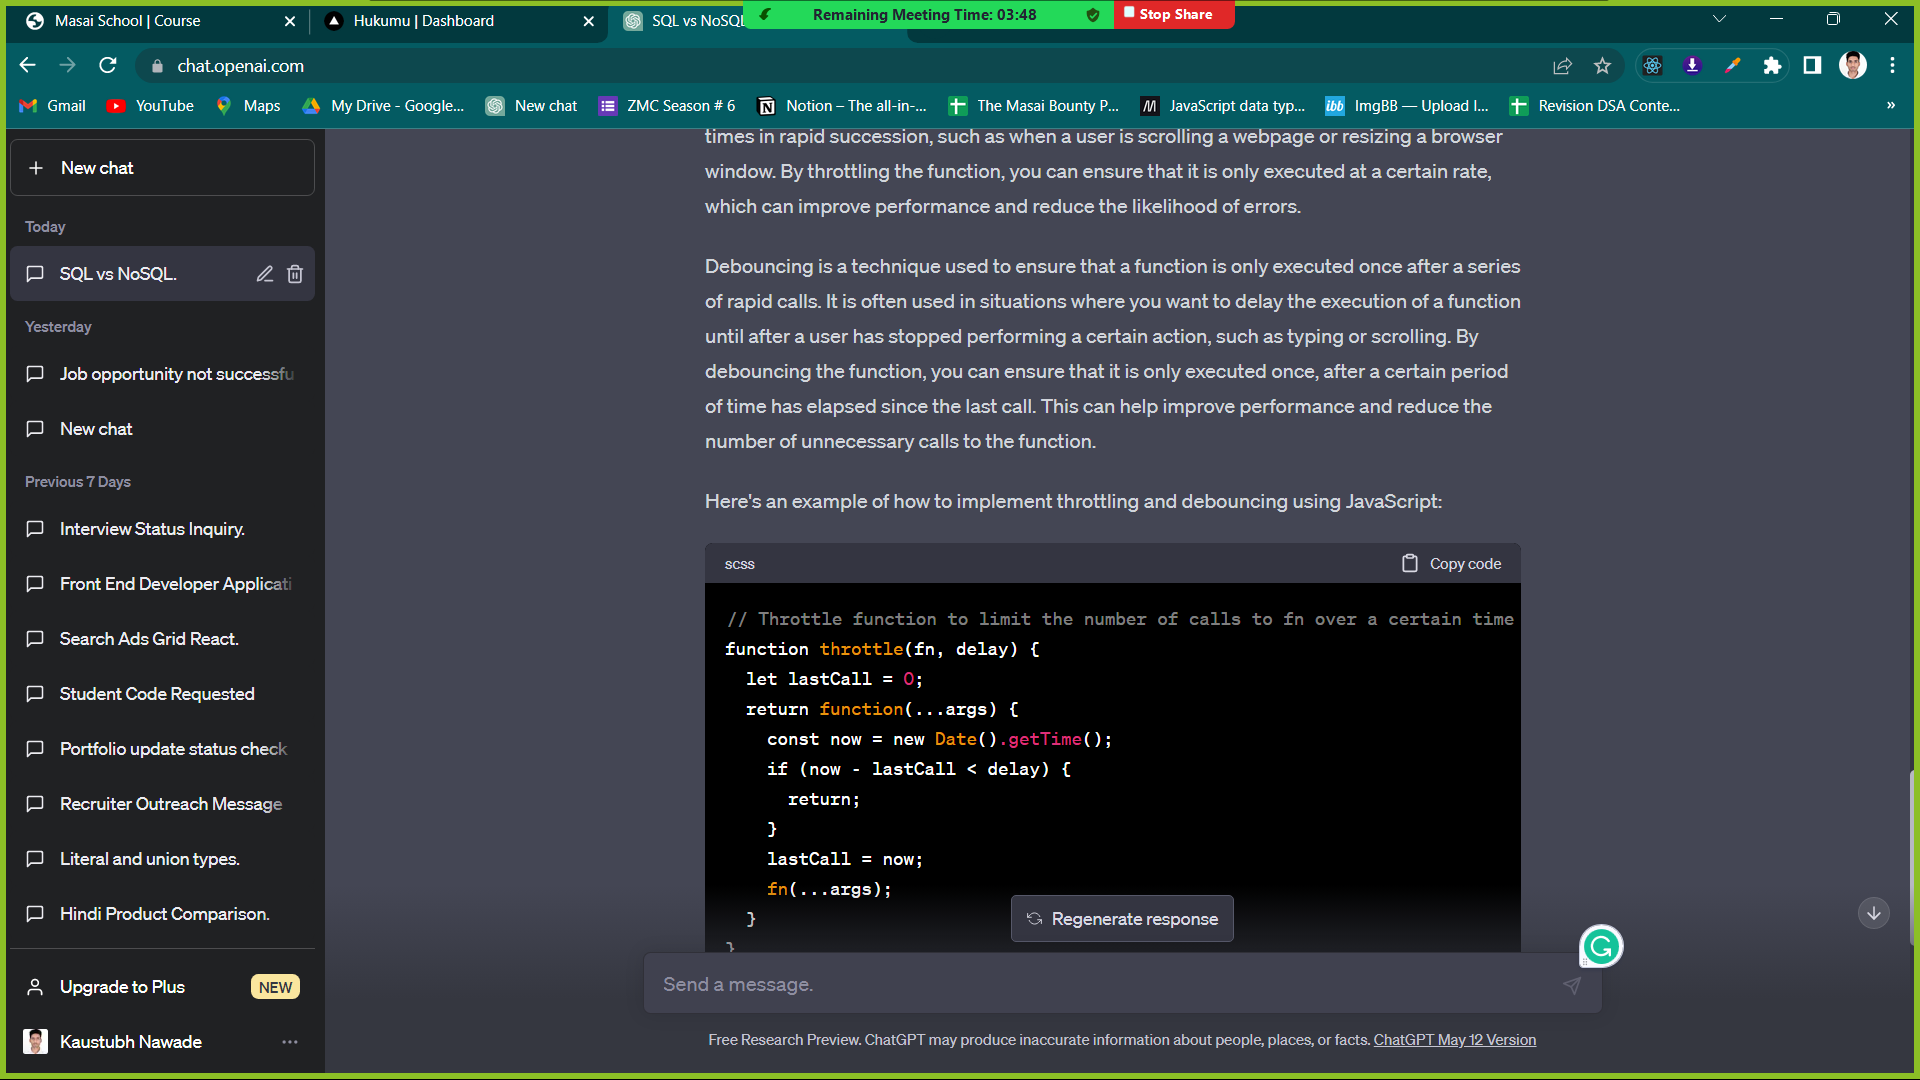 Masai School | Course
Hukumu | Dashboard
SQL vs NoSQL
Remaining Meeting Time: 03:48
Stop Share
chat.openai.com
Gmail
YouTube
Maps
My Drive - Google...
New chat
ZMC Season # 6
Notion – The all-in-...
The Masai Bounty P...
JavaScript data typ...
ImgBB — Upload I...
Revision DSA Conte...
»
New chat
Today
SQL vs NoSQL.
Yesterday
Job opportunity not successfu
New chat
Previous 7 Days
Interview Status Inquiry.
Front End Developer Applicati
Search Ads Grid React.
Student Code Requested
Portfolio update status check
Recruiter Outreach Message
Literal and union types.
Hindi Product Comparison.
Upgrade to Plus
NEW
Kaustubh Nawade
times in rapid succession, such as when a user is scrolling a webpage or resizing a browser
window. By throttling the function, you can ensure that it is only executed at a certain rate,
which can improve performance and reduce the likelihood of errors.
Debouncing is a technique used to ensure that a function is only executed once after a series
of rapid calls. It is often used in situations where you want to delay the execution of a function
until after a user has stopped performing a certain action, such as typing or scrolling. By
debouncing the function, you can ensure that it is only executed once, after a certain period
of time has elapsed since the last call. This can help improve performance and reduce the
number of unnecessary calls to the function.
Here's an example of how to implement throttling and debouncing using JavaScript:
scss
Copy code
// Throttle function to limit the number of calls to fn over a certain time
function throttle(fn, delay) {
let lastCall = 0;
return function(...args) {
const now = new Date().getTime();
if (now - lastCall < delay) {
return;
}
lastCall = now;
fn(...args);
}
}
Regenerate response
Send a message.
Free Research Preview. ChatGPT may produce inaccurate information about people, places, or facts. ChatGPT May 12 Version